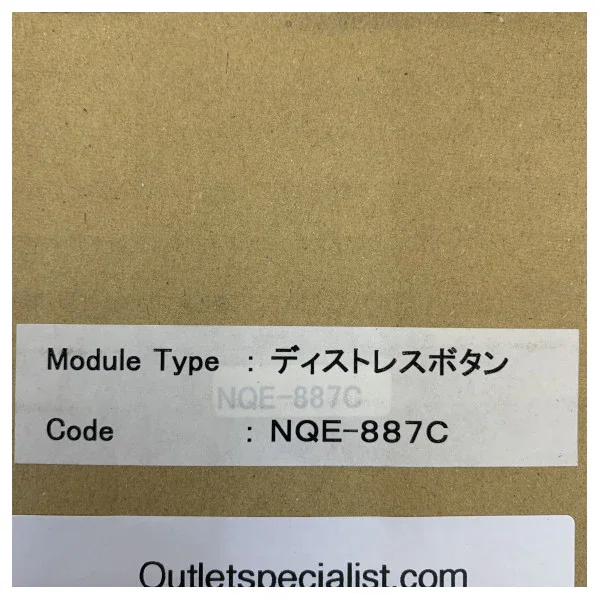 Module Type : ディストレスボタン
NQE-887C
Code : NQE-887C
Outletspecialist.com